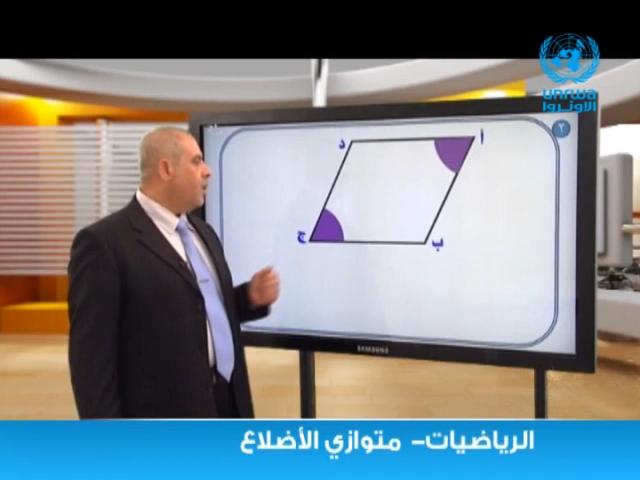 unrwa
الأونروا
٢
أ
د
ج
ب
SAMSUNG
الرياضيات- متوازي الأضلاع